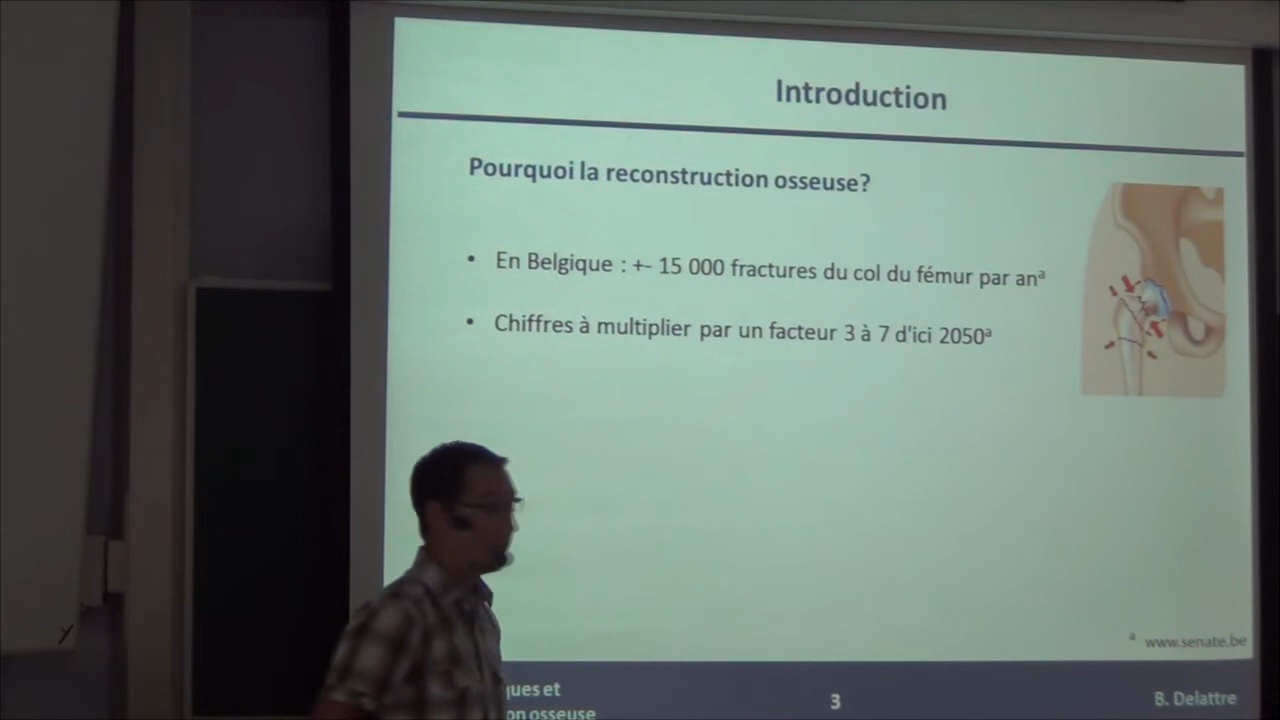 Introduction
Pourquoi la reconstruction osseuse?
• En Belgique : +- 15 000 fractures du col du fémur par anᵃ
• Chiffres à multiplier par un facteur 3 à 7 d'ici 2050ᵃ
ᵃ www.senate.be
ques et
on osseuse
3
B. Delattre